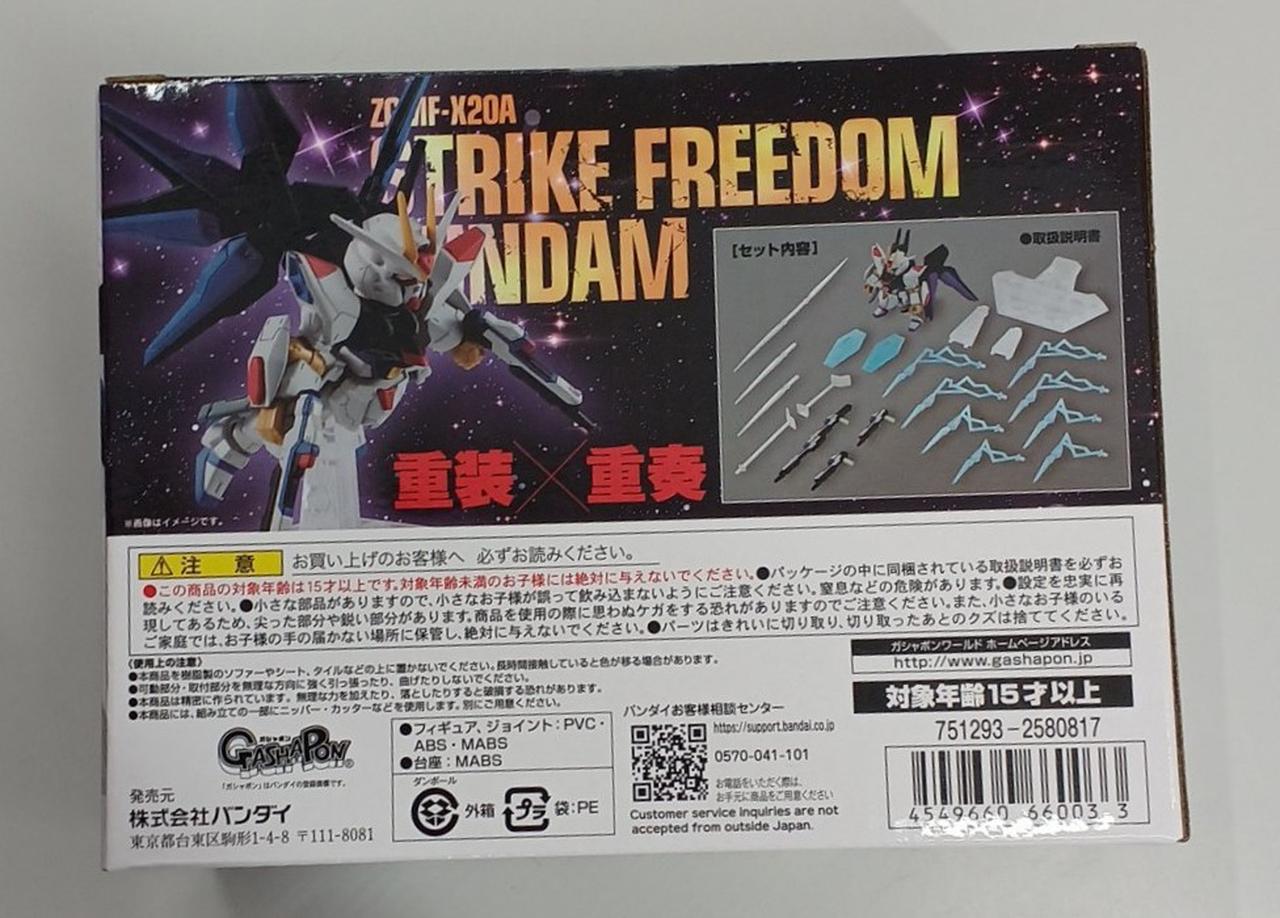 ZGMF-X20A
STRIKE FREEDOM
GUNDAM
【セット内容】
●取扱説明書
重装×重奏
※画像はイメージです。
⚠注 意
お買い上げのお客様へ 必ずお読みください。
●この商品の対象年齢は15才以上です。対象年齢未満のお子様には絶対に与えないでください。●パッケージの中に同梱されている取扱説明書を必ずお
読みください。●小さな部品がありますので、小さなお子様が誤って飲み込まないようにご注意ください。窒息などの危険があります。●設定を忠実に再
現してあるため、尖った部分や鋭い部分があります。商品を使用の際に思わぬケガをする恐れがありますのでご注意ください。また、小さなお子様のいる
ご家庭では、お子様の手の届かない場所に保管し、絶対に与えないでください。●パーツはきれいに切り取り、切り取ったあとのクズは捨ててください。
〈使用上の注意〉
●本商品を樹脂製のソファーやシート、タイルなどの上に置かないでください。長時間接触していると色が移る場合があります。
●可動部分・取付部分を無理な方向に強く引っ張ったり、曲げたりしないでください。
●本商品は精密に作られています。無理な力を加えたり、落としたりすると破損する恐れがあります。
●本商品には、組み立ての一部にニッパー・カッターなどを使用します。別にご用意ください。
ガシャポンワールド ホームページアドレス
http://www.gashapon.jp
対象年齢15才以上
751293-2580817
4549660 66003 3
ガシャポン
GASHAPON®
「ガシャポン」はバンダイの登録商標です。
発売元
株式会社バンダイ
東京都台東区駒形1-4-8 〒111-8081
●フィギュア、ジョイント:PVC・
ABS・MABS
●台座:MABS
ダンボール
外箱
プラ
袋:PE
バンダイお客様相談センター
https://support.bandai.co.jp
0570-041-101
お電話をいただく際は、
お手元に商品をご用意ください
Customer service inquiries are not
accepted from outside Japan.